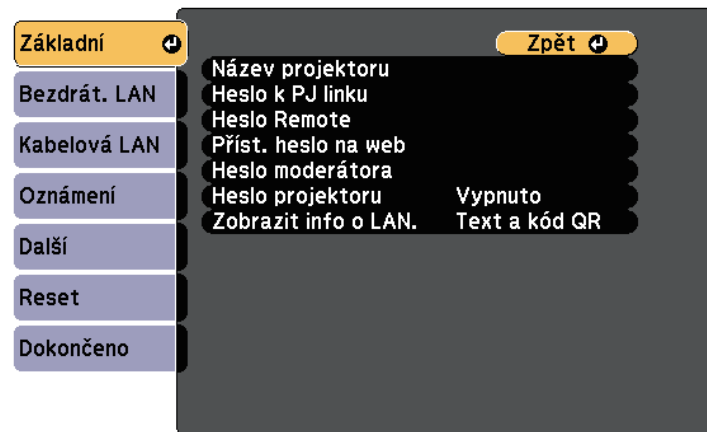 Základní
Bezdrát. LAN
Kabelová LAN
Oznámení
Další
Reset
Dokončeno
Zpět
Název projektoru
Heslo k PJ linku
Heslo Remote
Příst. heslo na web
Heslo moderátora
Heslo projektoru Vypnuto
Zobrazit info o LAN. Text a kód QR